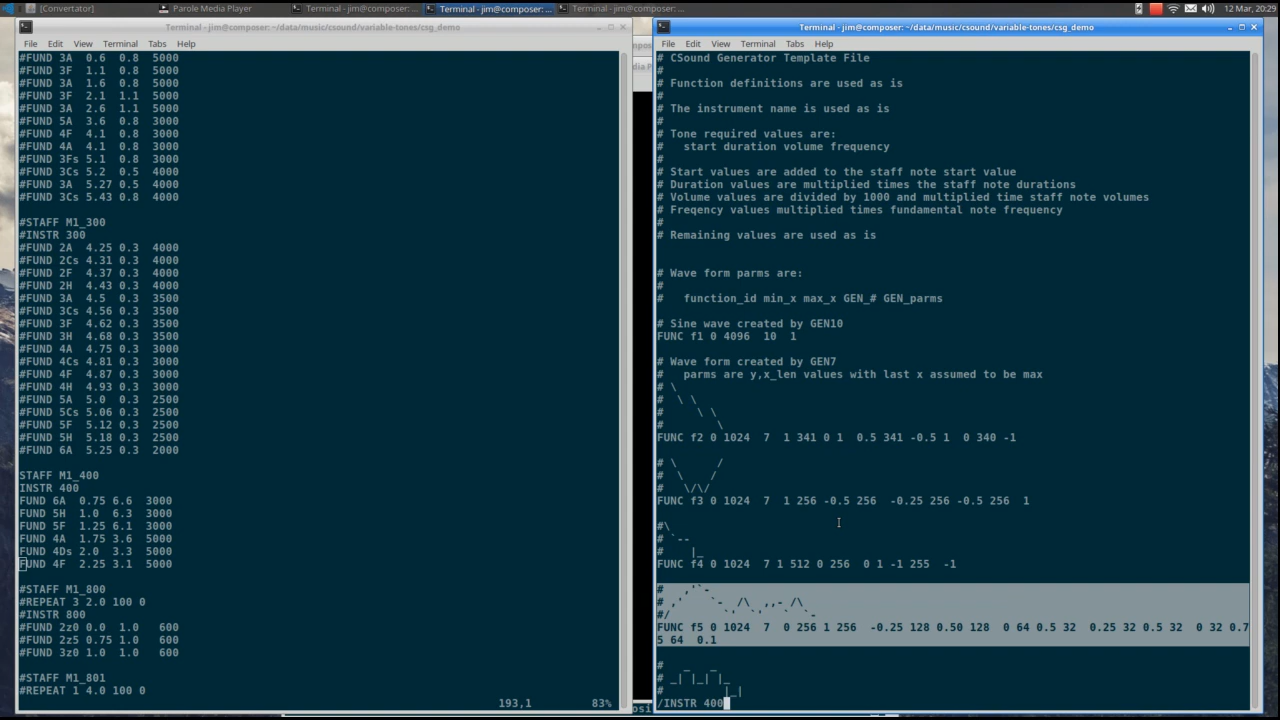 [Convertator]
Parole Media Player
Terminal - jim@composer: ...
Terminal - jim@composer: ...
Terminal - jim@composer: ...
12 Mar, 20:29
Terminal - jim@composer: ~/data/music/csound/variable-tones/csg_demo
File Edit View Terminal Tabs Help
#FUND 3A  0.6  0.8  5000
#FUND 3F  1.1  0.8  5000
#FUND 3A  1.6  0.8  5000
#FUND 3F  2.1  1.1  5000
#FUND 3A  2.6  1.1  5000
#FUND 5A  3.6  0.8  3000
#FUND 4F  4.1  0.8  3000
#FUND 4A  4.1  0.8  3000
#FUND 3Fs 5.1  0.8  3000
#FUND 3Cs 5.2  0.5  4000
#FUND 3A  5.27 0.5  4000
#FUND 3Cs 5.43 0.8  4000
#STAFF M1_300
#INSTR 300
#FUND 2A  4.25 0.3  4000
#FUND 2Cs 4.31 0.3  4000
#FUND 2F  4.37 0.3  4000
#FUND 2H  4.43 0.3  4000
#FUND 3A  4.5  0.3  3500
#FUND 3Cs 4.56 0.3  3500
#FUND 3F  4.62 0.3  3500
#FUND 3H  4.68 0.3  3500
#FUND 4A  4.75 0.3  3000
#FUND 4Cs 4.81 0.3  3000
#FUND 4F  4.87 0.3  3000
#FUND 4H  4.93 0.3  3000
#FUND 5A  5.0  0.3  2500
#FUND 5Cs 5.06 0.3  2500
#FUND 5F  5.12 0.3  2500
#FUND 5H  5.18 0.3  2500
#FUND 6A  5.25 0.3  2000
STAFF M1_400
INSTR 400
FUND 6A  0.75 6.6  3000
FUND 5H  1.0  6.3  3000
FUND 5F  1.25 6.1  3000
FUND 4A  1.75 3.6  5000
FUND 4Ds 2.0  3.3  5000
FUND 4F  2.25 3.1  5000
#STAFF M1_800
#REPEAT 3 2.0 100 0
#INSTR 800
#FUND 2z0 0.0  1.0   600
#FUND 2z5 0.75 1.0   600
#FUND 3z0 1.0  1.0   600
#STAFF M1_801
#REPEAT 1 4.0 100 0
193,1
83%
Terminal - jim@composer: ~/data/music/csound/variable-tones/csg_demo
File Edit View Terminal Tabs Help
# CSound Generator Template File
#
# Function definitions are used as is
#
# The instrument name is used as is
#
# Tone required values are:
#   start duration volume frequency
#
# Start values are added to the staff note start value
# Duration values are multiplied times the staff note durations
# Volume values are divided by 1000 and multiplied time staff note volumes
# Freqency values multiplied times fundamental note frequency
#
# Remaining values are used as is
# Wave form parms are:
#
#   function_id min_x max_x GEN_# GEN_parms
# Sine wave created by GEN10
FUNC f1 0 4096  10  1
# Wave form created by GEN7
#   parms are y,x_len values with last x assumed to be max
# \
#  \ \
#     \ \
#        \
FUNC f2 0 1024  7  1 341 0 1  0.5 341 -0.5 1  0 340 -1
# \      /
#  \    /
#   \/\/
FUNC f3 0 1024  7  1 256 -0.5 256  -0.25 256 -0.5 256  1
#\
# `--
#    |_
FUNC f4 0 1024  7 1 512 0 256  0 1 -1 255  -1
#   ,'`-
# ,'     `-  /\  ,,- /\
#/        `'  `'   `  `-
FUNC f5 0 1024  7  0 256 1 256  -0.25 128 0.50 128  0 64 0.5 32  0.25 32 0.5 32  0 32 0.7
5 64  0.1
#   _   _
# _| |_| |_
#         |_|
/INSTR 400